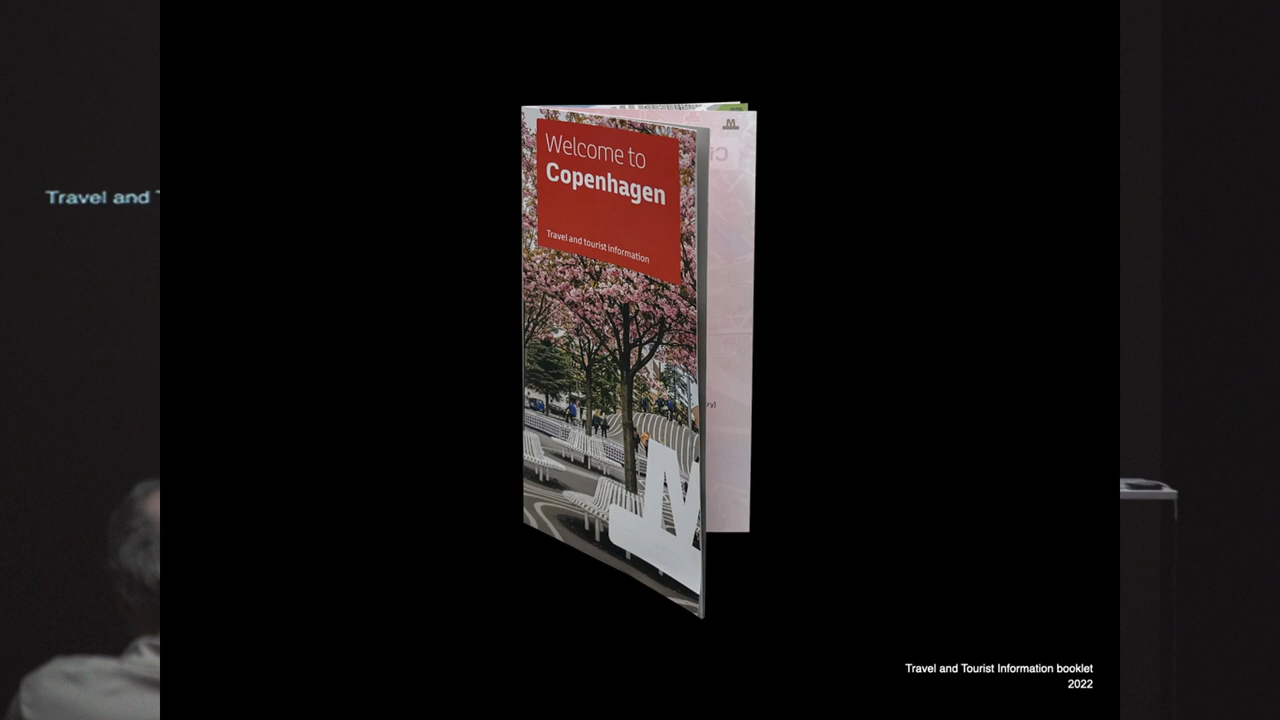 Travel and
Welcome to
Copenhagen
Travel and tourist information
M
M
Travel and Tourist Information booklet
2022